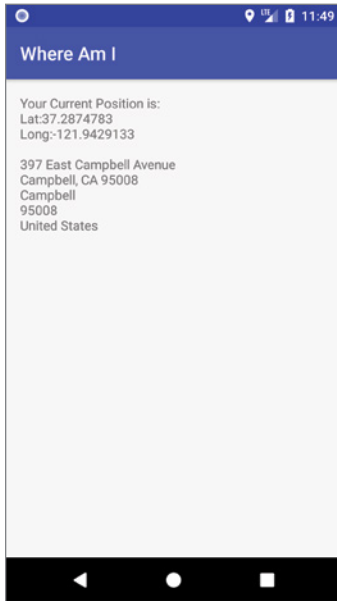 LTE 11:49
Where Am I
Your Current Position is:
Lat:37.2874783
Long:-121.9429133
397 East Campbell Avenue
Campbell, CA 95008
Campbell
95008
United States